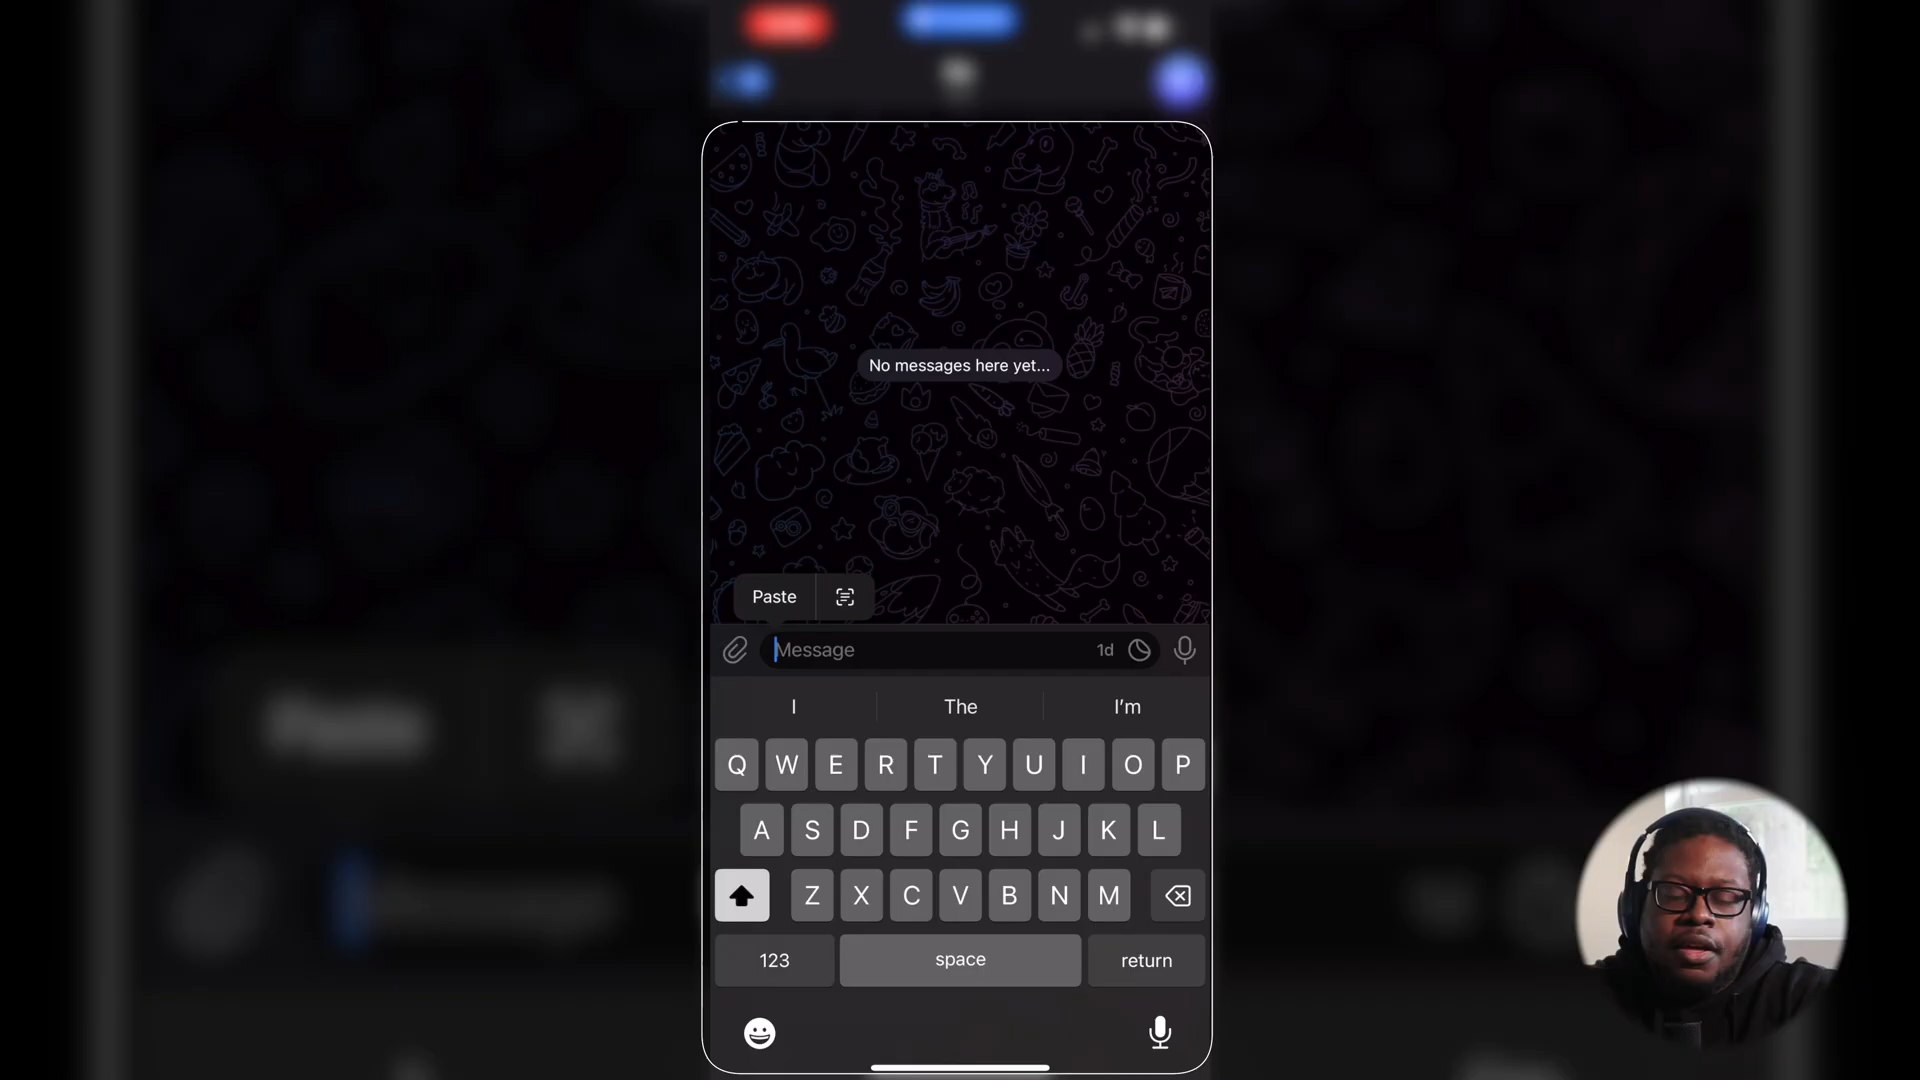 No messages here yet...
Paste
Message 1d
I The I'm
Q W E R T Y U I O P
A S D F G H J K L
Z X C V B N M
123 space return